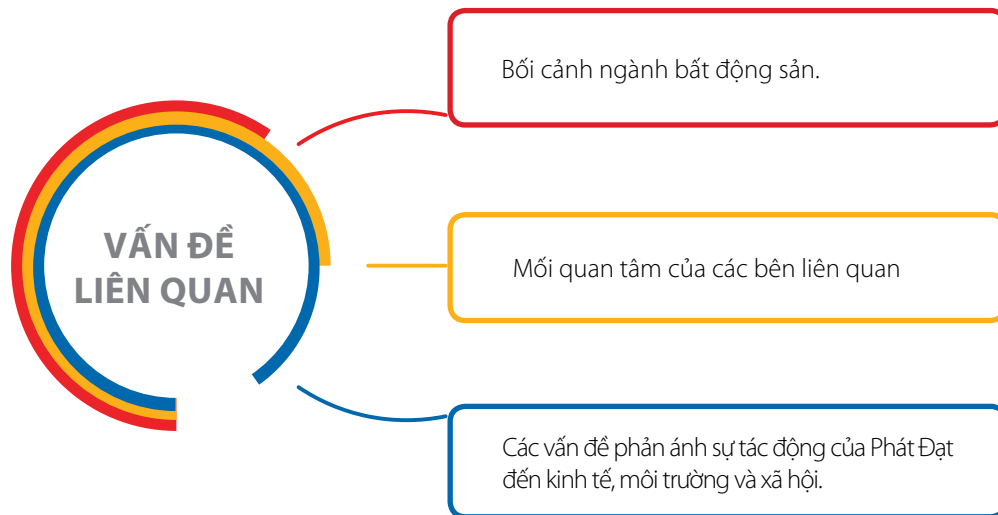 Bối cảnh ngành bất động sản.
VẤN ĐỀ
LIÊN QUAN
Mối quan tâm của các bên liên quan
Các vấn đề phản ánh sự tác động của Phát Đạt
đến kinh tế, môi trường và xã hội.